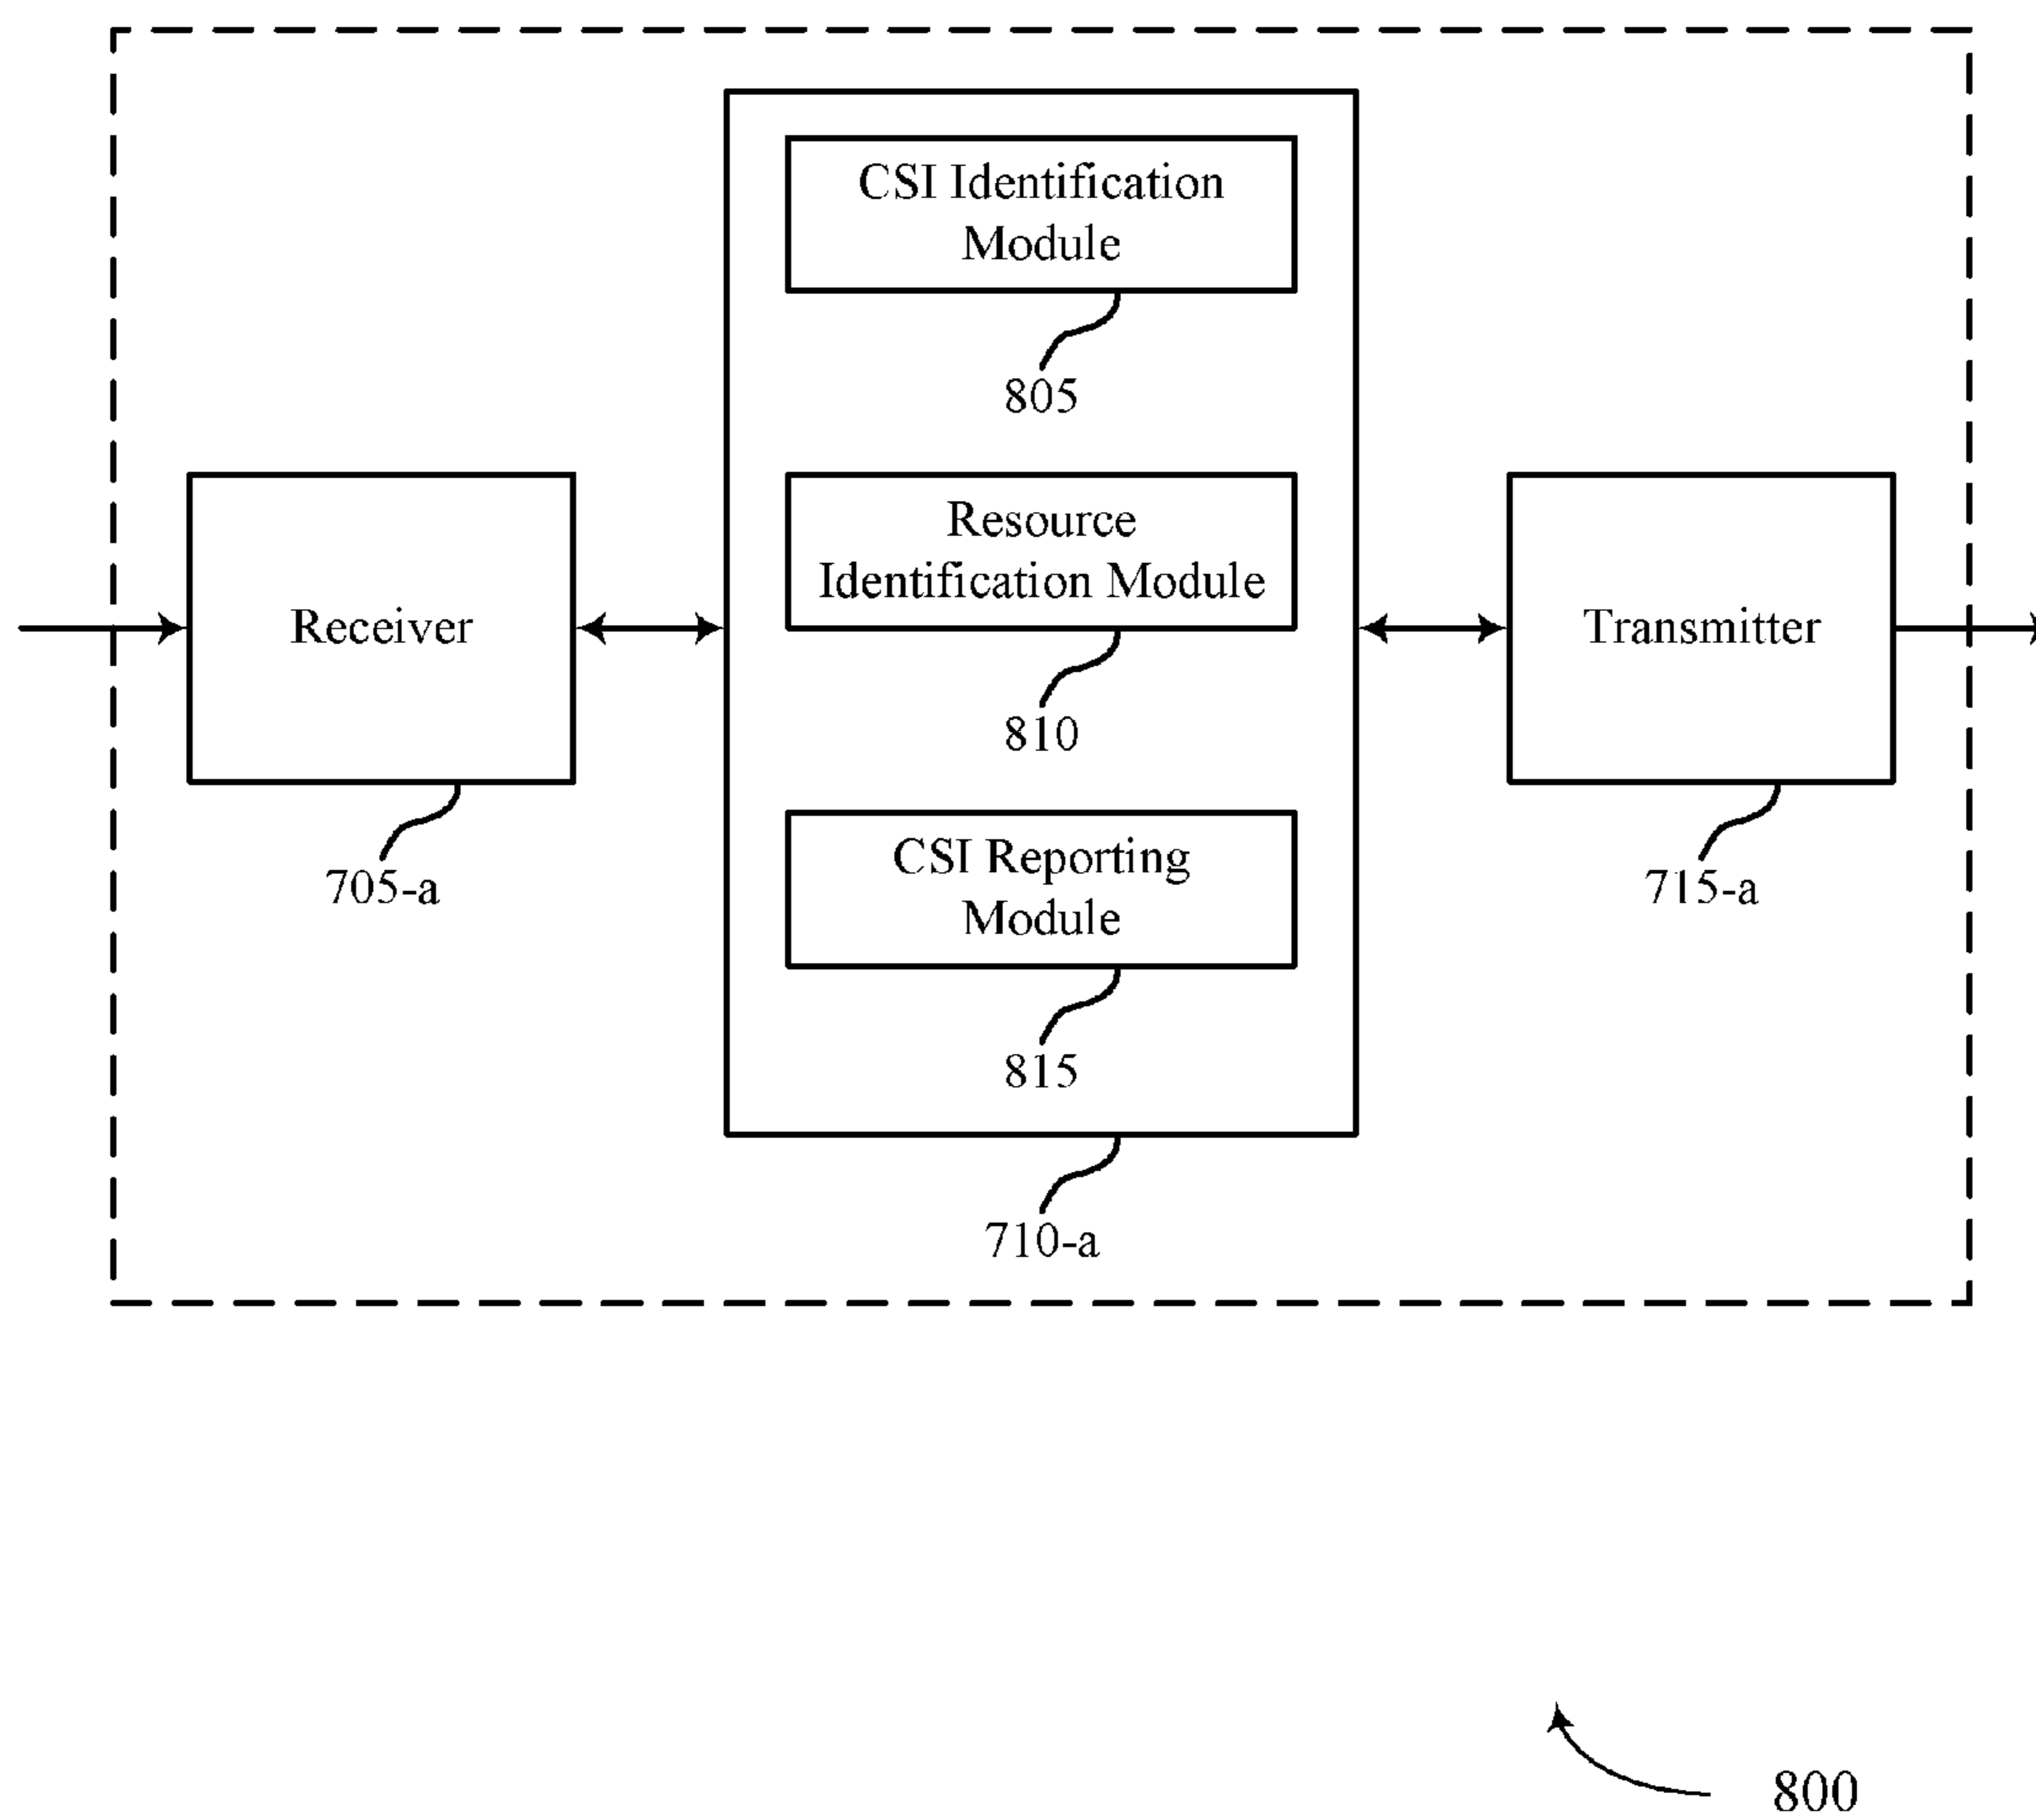 CSI Identification
Module
805
Resource
Identification Module
810
Receiver
Transmitter
705-a
715-a
CSI Reporting
Module
815
710-a
800